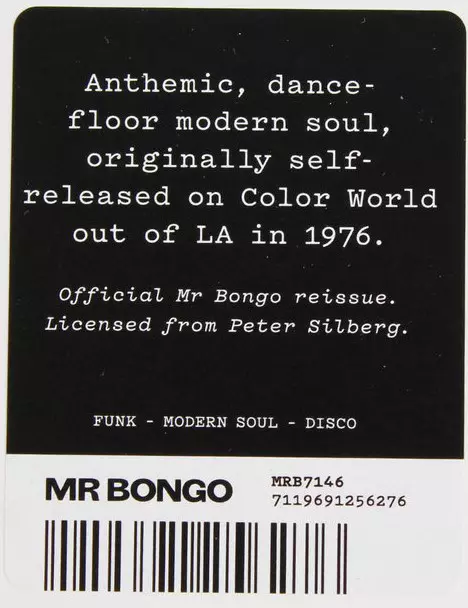 Anthemic, dance-
floor modern soul,
originally self-
released on Color World
out of LA in 1976.
Official Mr Bongo reissue.
Licensed from Peter Silberg.
FUNK - MODERN SOUL - DISCO
MR BONGO
MRB7146
7119691256276